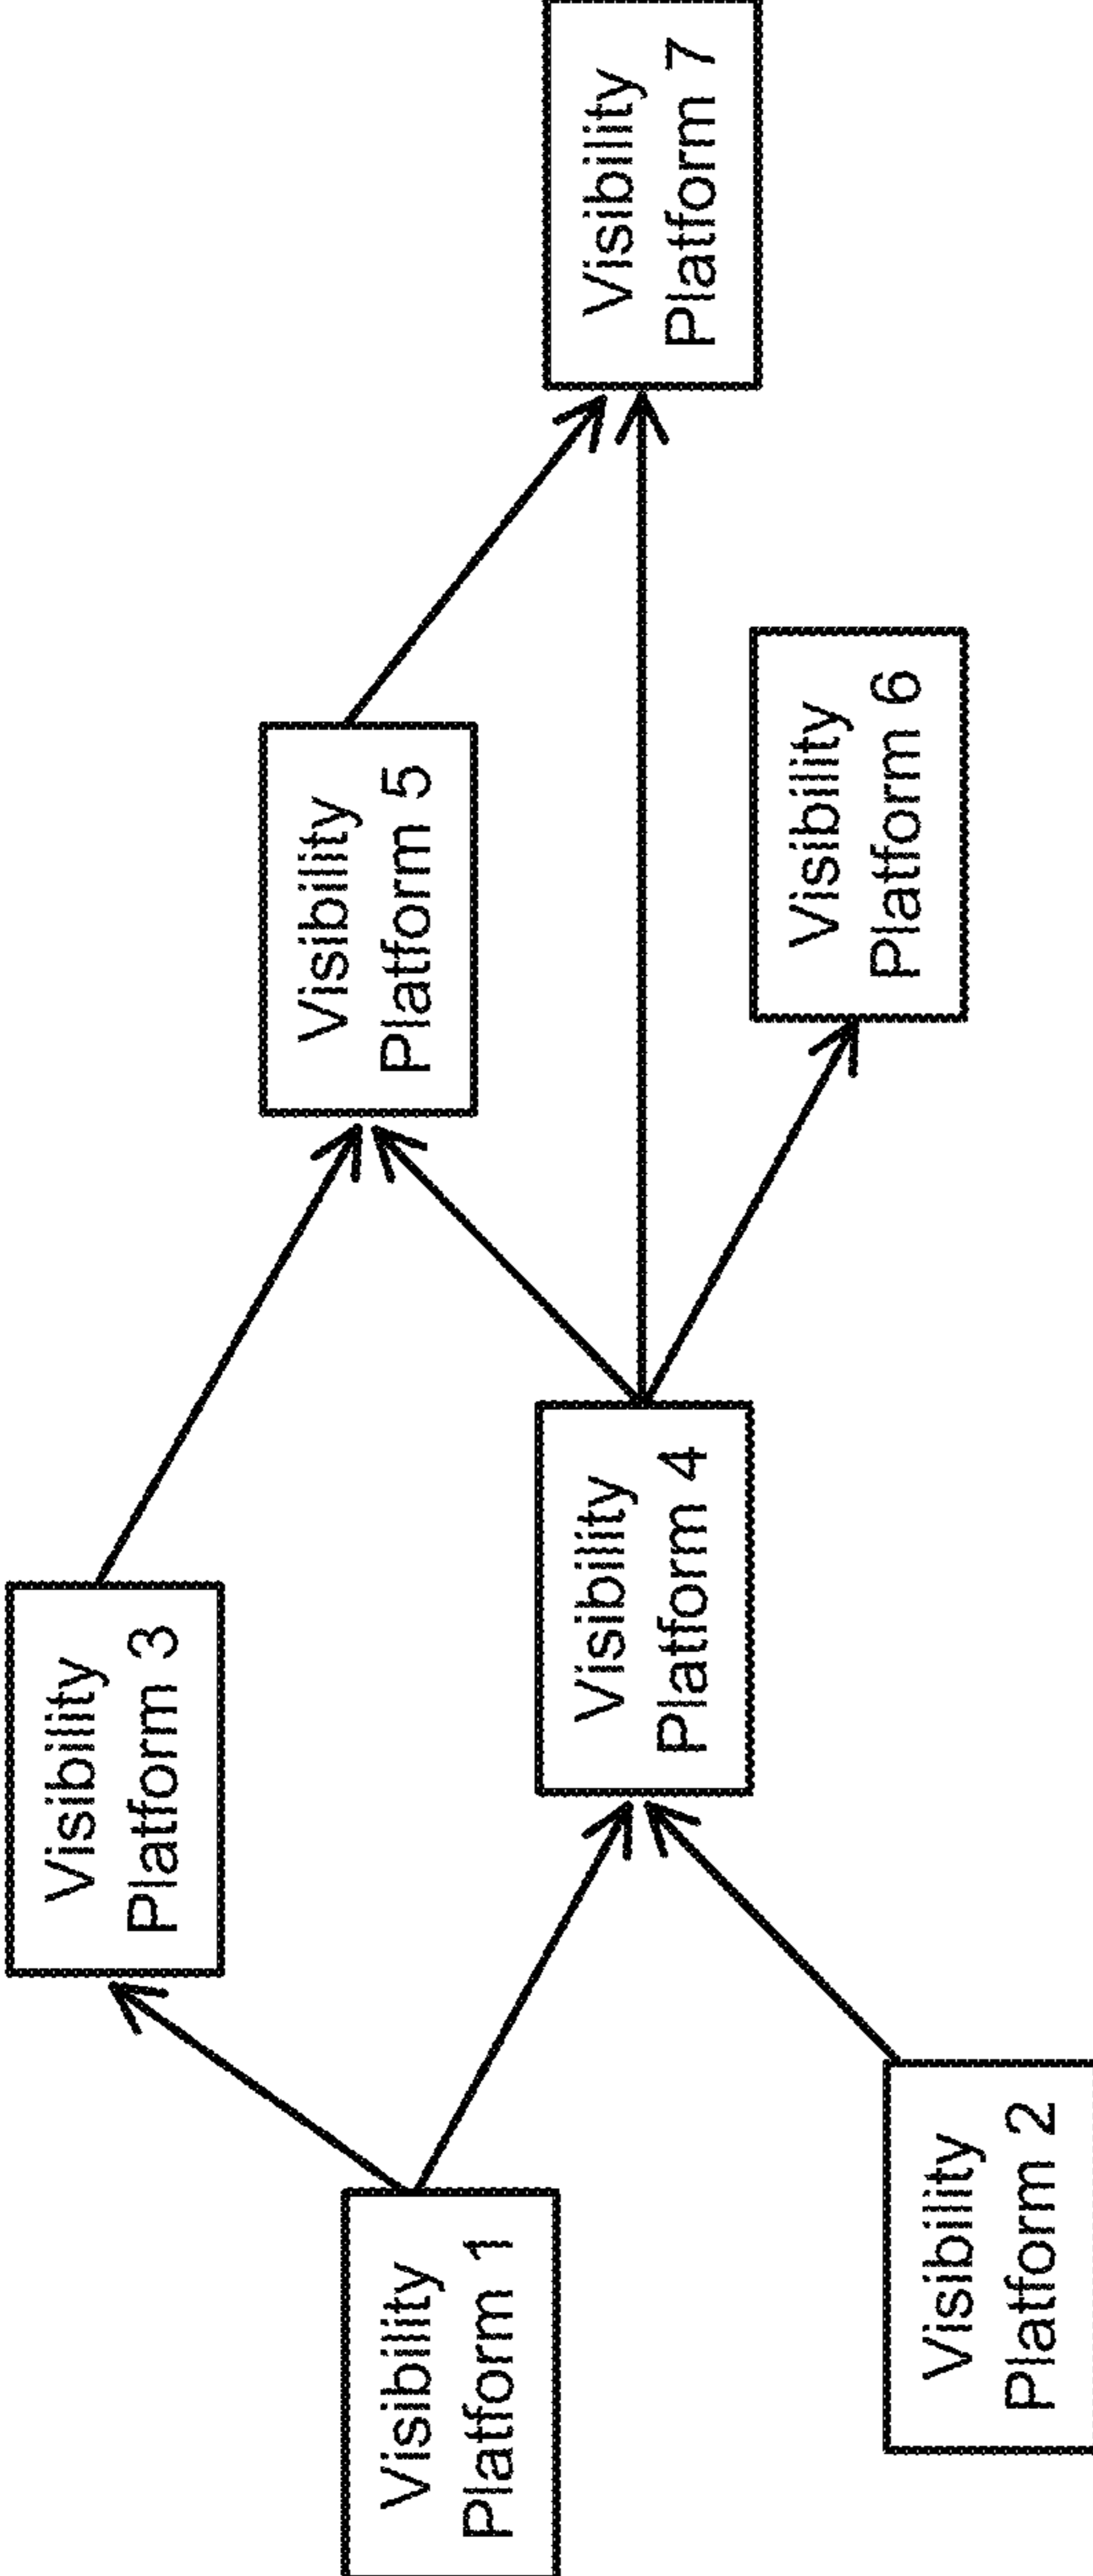 Visibility
Platform 1
Visibility
Platform 2
Visibility
Platform 3
Visibility
Platform 4
Visibility
Platform 5
Visibility
Platform 6
Visibility
Platform 7